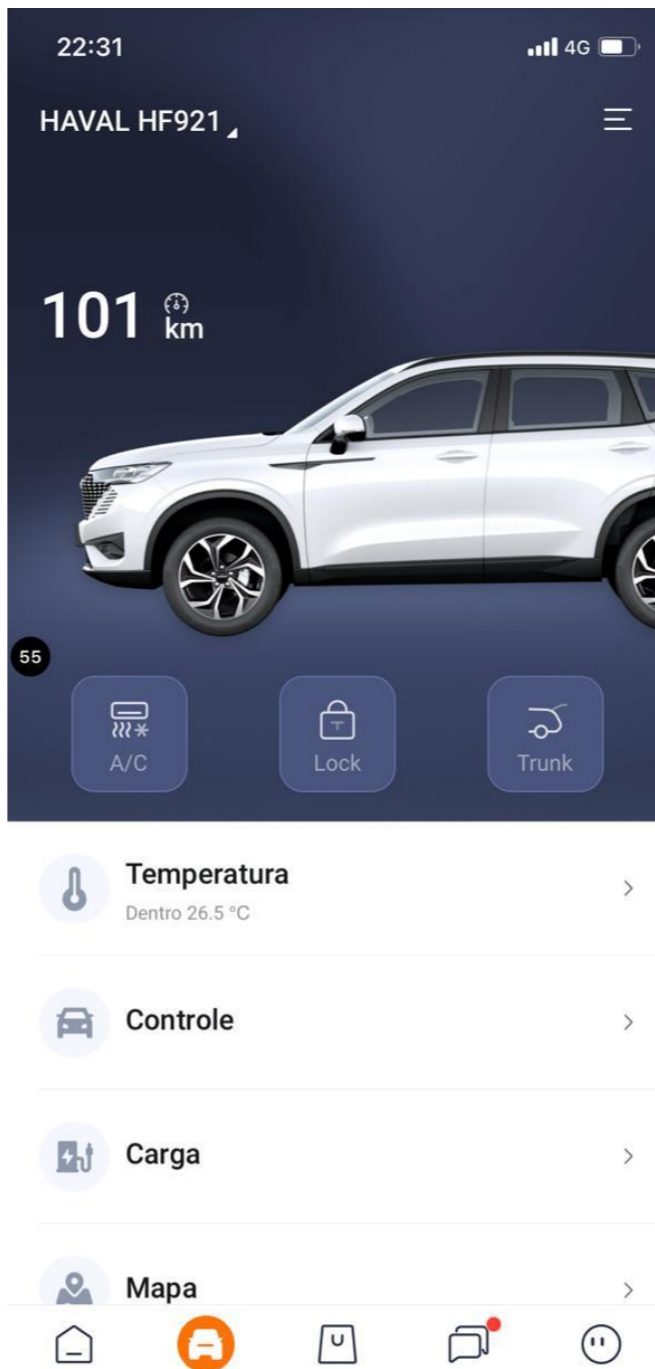 22:31
4G
HAVAL HF921
101 km
55
A/C
Lock
Trunk
Temperatura
Dentro 26.5 °C
Controle
Carga
Mapa